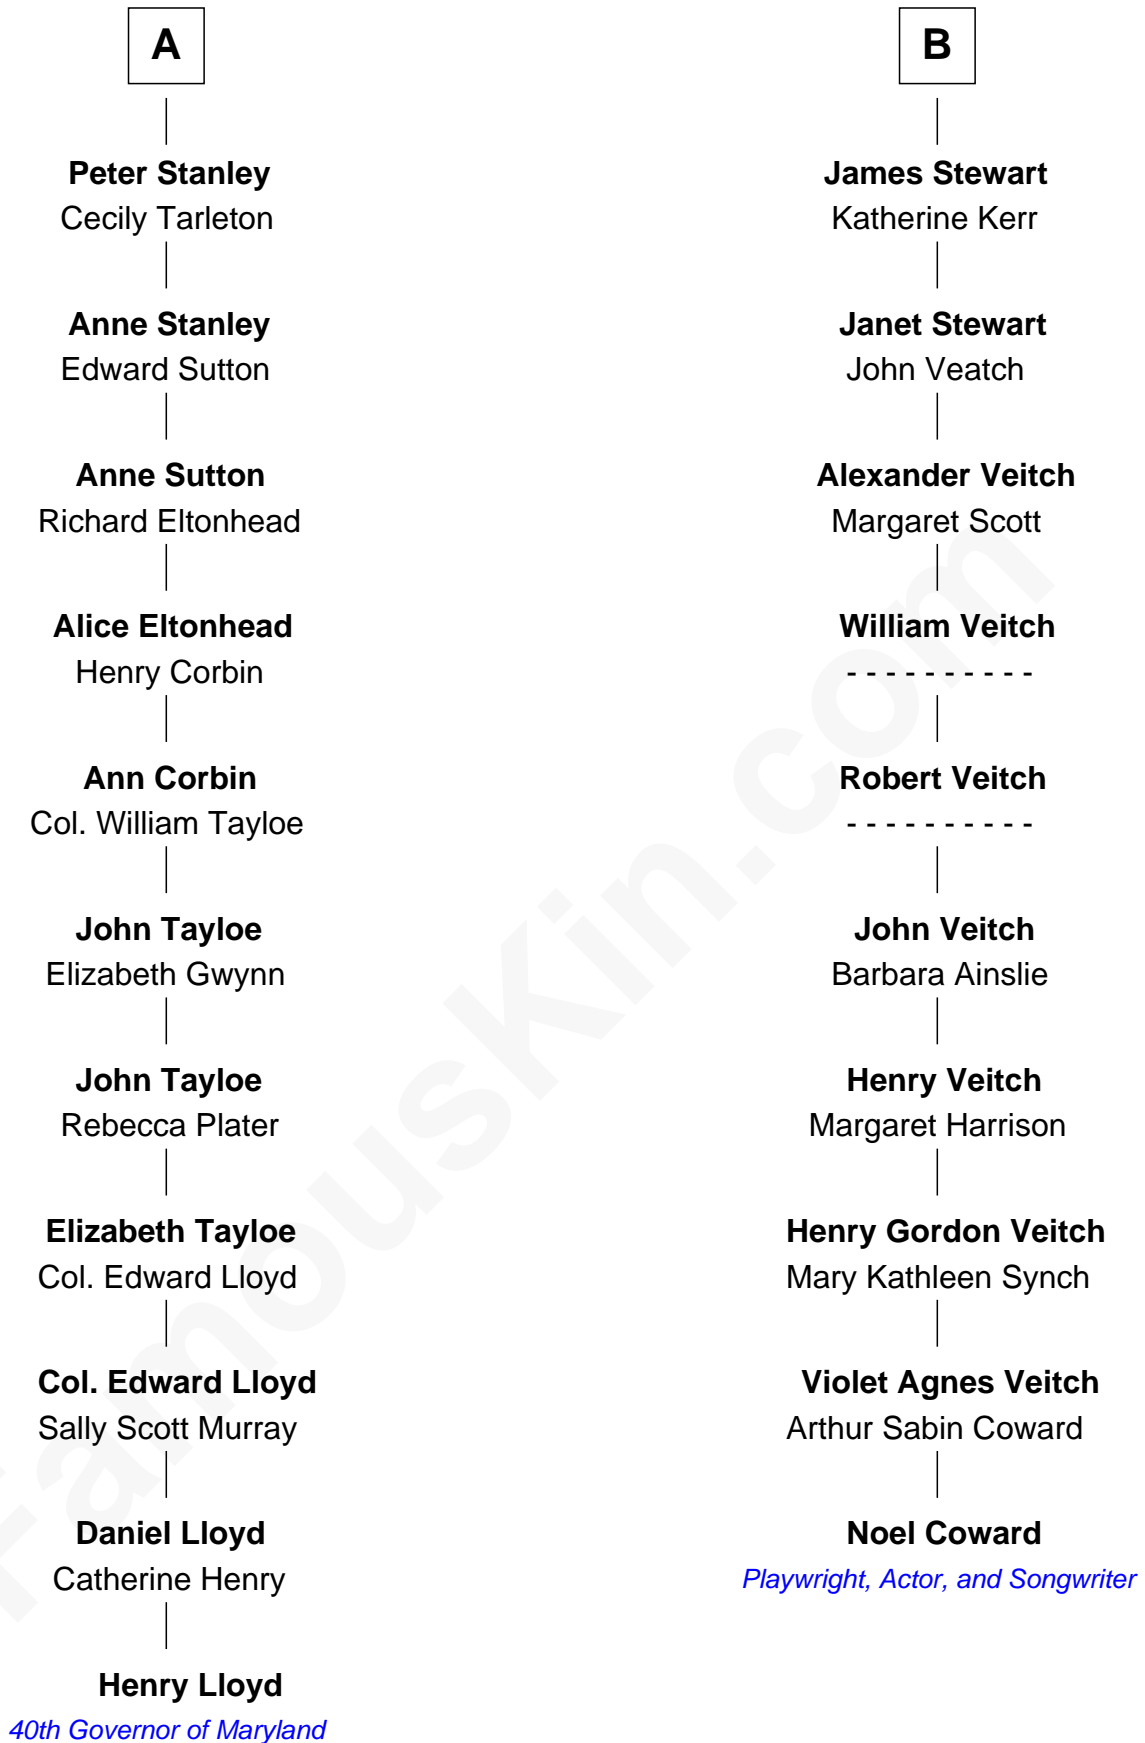 A
Peter Stanley
Cecily Tarleton
Anne Stanley
Edward Sutton
Anne Sutton
Richard Eltonhead
Alice Eltonhead
Henry Corbin
Ann Corbin
Col. William Tayloe
John Tayloe
Elizabeth Gwynn
John Tayloe
Rebecca Plater
Elizabeth Tayloe
Col. Edward Lloyd
Col. Edward Lloyd
Sally Scott Murray
Daniel Lloyd
Catherine Henry
Henry Lloyd
40th Governor of Maryland
B
James Stewart
Katherine Kerr
Janet Stewart
John Veatch
Alexander Veitch
Margaret Scott
William Veitch
- - - - - - - - - -
Robert Veitch
- - - - - - - - - -
John Veitch
Barbara Ainslie
Henry Veitch
Margaret Harrison
Henry Gordon Veitch
Mary Kathleen Synch
Violet Agnes Veitch
Arthur Sabin Coward
Noel Coward
Playwright, Actor, and Songwriter
FamousKin.com